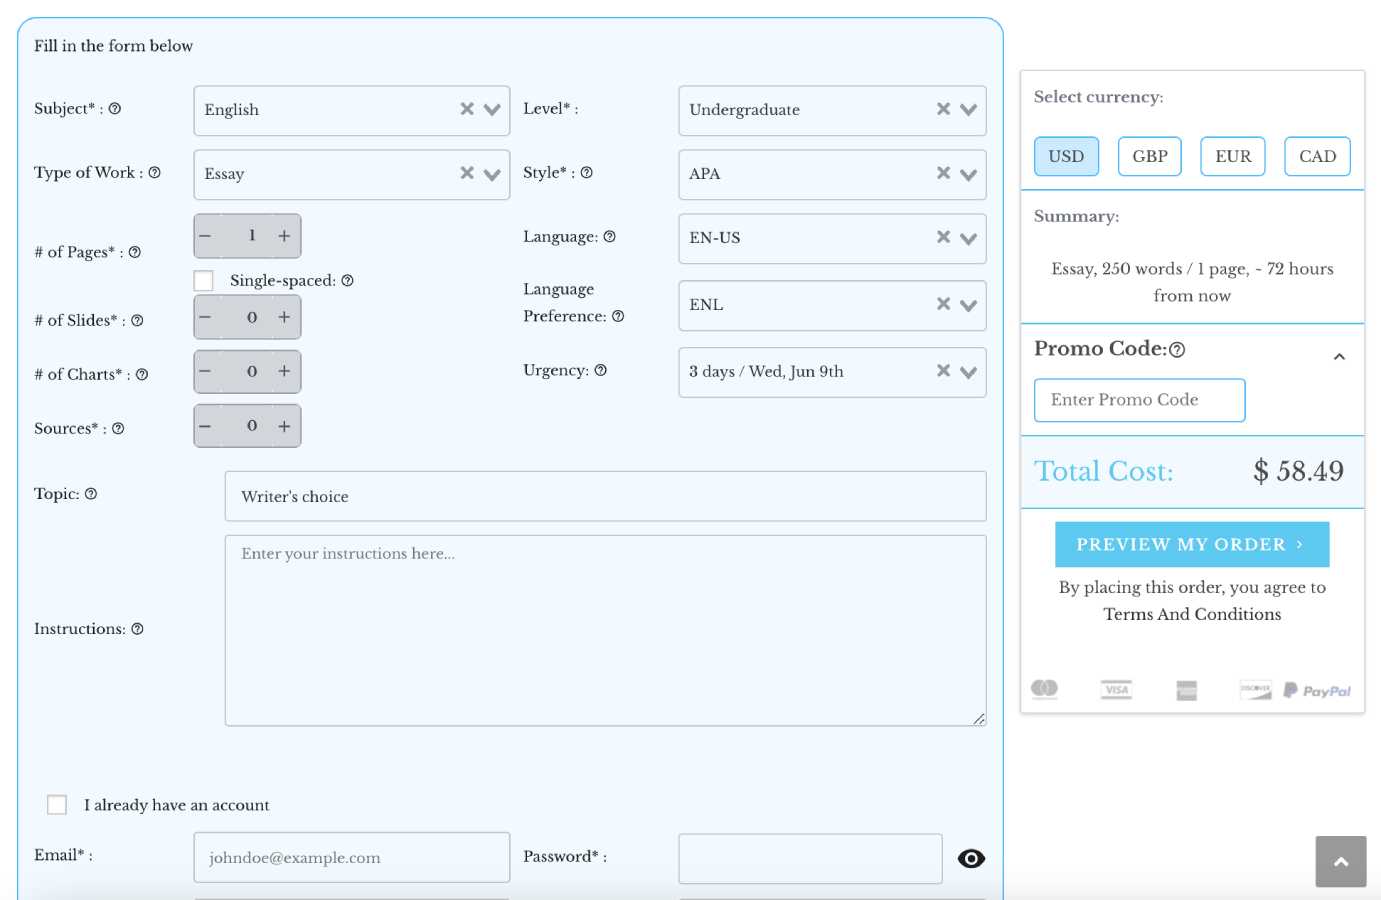 Fill in the form below
Subject* :
English
Level* :
Undergraduate
Type of Work :
Essay
Style* :
APA
# of Pages* :
1
Single-spaced:
Language:
EN-US
# of Slides* :
0
Language
Preference:
ENL
# of Charts* :
0
Urgency:
3 days / Wed, Jun 9th
Sources* :
0
Topic:
Writer's choice
Instructions:
Enter your instructions here...
I already have an account
Email* :
johndoe@example.com
Password* :
Select currency:
USD GBP EUR CAD
Summary:
Essay, 250 words / 1 page, ~ 72 hours
from now
Promo Code:
Enter Promo Code
Total Cost: $ 58.49
PREVIEW MY ORDER ›
By placing this order, you agree to
Terms And Conditions
VISA
DISCOVER
PayPal